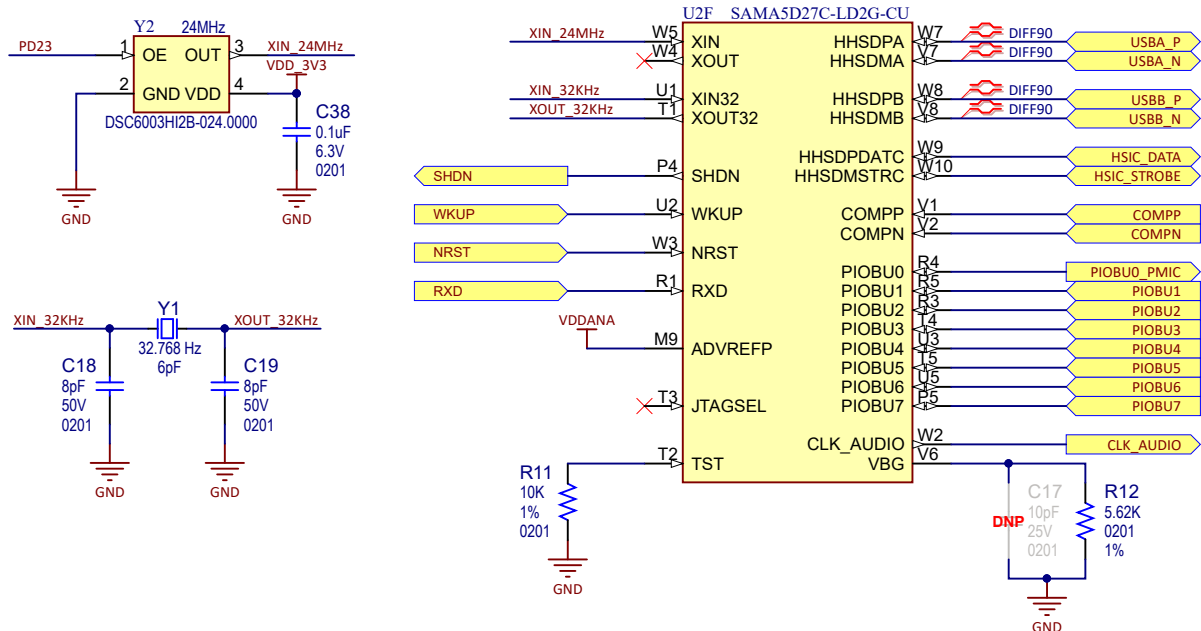 Y2
24MHz
PD23
1
OE
OUT
3
XIN_24MHz
VDD_3V3
2
GND
VDD
4
DSC6003HI2B-024.0000
C38
0.1uF
6.3V
0201
GND
GND
XIN_32KHz
Y1
XOUT_32KHz
32.768 Hz
6pF
C18
8pF
50V
0201
C19
8pF
50V
0201
GND
GND
U2F
SAMA5D27C-LD2G-CU
XIN_24MHz
W5
XIN
W4
XOUT
XIN_32KHz
U1
XIN32
XOUT_32KHz
T1
XOUT32
SHDN
P4
SHDN
WKUP
U2
WKUP
NRST
W3
NRST
RXD
R1
RXD
VDDANA
M9
ADVREFP
T3
JTAGSEL
T2
TST
R11
10K
1%
0201
GND
HHSDPA
W7
DIFF90
USBA_P
HHSDMA
V7
DIFF90
USBA_N
HHSDPB
W8
DIFF90
USBB_P
HHSDMB
V8
DIFF90
USBB_N
HHSDPDATC
W9
HSIC_DATA
HHSDMSTRC
W10
HSIC_STROBE
COMPP
V1
COMPP
COMPN
V2
COMPN
PIOBU0
R4
PIOBU0_PMIC
PIOBU1
R5
PIOBU1
PIOBU2
R3
PIOBU2
PIOBU3
T4
PIOBU3
PIOBU4
U3
PIOBU4
PIOBU5
T5
PIOBU5
PIOBU6
U5
PIOBU6
PIOBU7
P5
PIOBU7
CLK_AUDIO
W2
CLK_AUDIO
VBG
V6
C17
10pF
25V
0201
DNP
R12
5.62K
0201
1%
GND